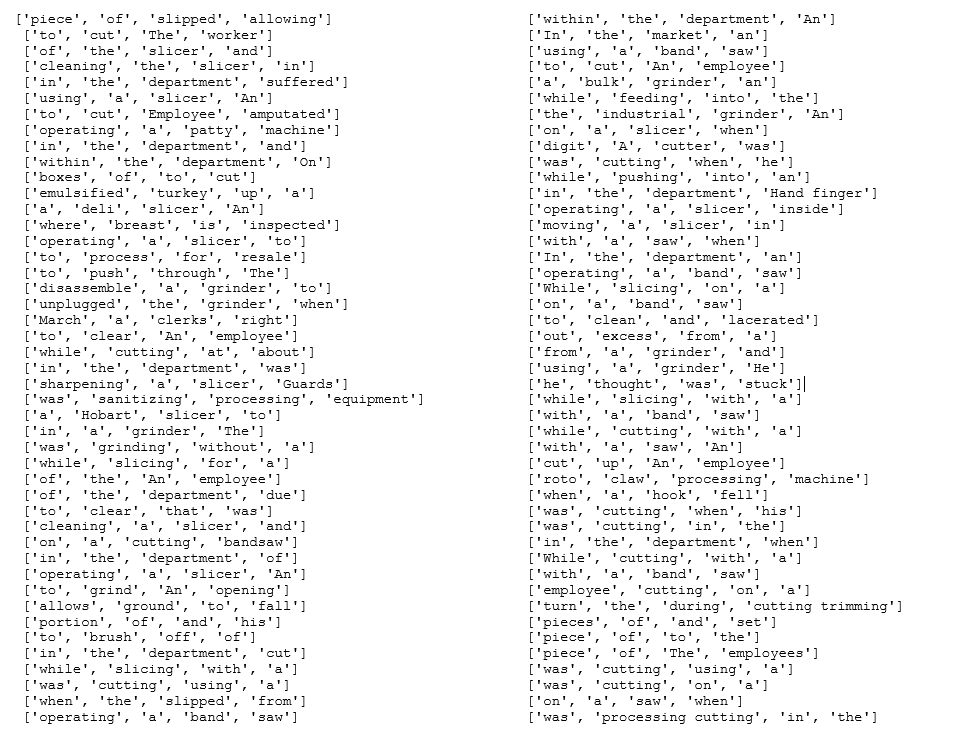 ['piece', 'of', 'slipped', 'allowing']
['to', 'cut', 'The', 'worker']
['of', 'the', 'slicer', 'and']
['cleaning', 'the', 'slicer', 'in']
['in', 'the', 'department', 'suffered']
['using', 'a', 'slicer', 'An']
['to', 'cut', 'Employee', 'amputated']
['operating', 'a', 'patty', 'machine']
['in', 'the', 'department', 'and']
['within', 'the', 'department', 'On']
['boxes', 'of', 'to', 'cut']
['emulsified', 'turkey', 'up', 'a']
['a', 'deli', 'slicer', 'An']
['where', 'breast', 'is', 'inspected']
['operating', 'a', 'slicer', 'to']
['to', 'process', 'for', 'resale']
['to', 'push', 'through', 'The']
['disassemble', 'a', 'grinder', 'to']
['unplugged', 'the', 'grinder', 'when']
['March', 'a', 'clerks', 'right']
['to', 'clear', 'An', 'employee']
['while', 'cutting', 'at', 'about']
['in', 'the', 'department', 'was']
['sharpening', 'a', 'slicer', 'Guards']
['was', 'sanitizing', 'processing', 'equipment']
['a', 'Hobart', 'slicer', 'to']
['in', 'a', 'grinder', 'The']
['was', 'grinding', 'without', 'a']
['while', 'slicing', 'for', 'a']
['of', 'the', 'An', 'employee']
['of', 'the', 'department', 'due']
['to', 'clear', 'that', 'was']
['cleaning', 'a', 'slicer', 'and']
['on', 'a', 'cutting', 'bandsaw']
['in', 'the', 'department', 'of']
['operating', 'a', 'slicer', 'An']
['to', 'grind', 'An', 'opening']
['allows', 'ground', 'to', 'fall']
['portion', 'of', 'and', 'his']
['to', 'brush', 'off', 'of']
['in', 'the', 'department', 'cut']
['while', 'slicing', 'with', 'a']
['was', 'cutting', 'using', 'a']
['when', 'the', 'slipped', 'from']
['operating', 'a', 'band', 'saw']
['within', 'the', 'department', 'An']
['In', 'the', 'market', 'an']
['using', 'a', 'band', 'saw']
['to', 'cut', 'An', 'employee']
['a', 'bulk', 'grinder', 'an']
['while', 'feeding', 'into', 'the']
['the', 'industrial', 'grinder', 'An']
['on', 'a', 'slicer', 'when']
['digit', 'A', 'cutter', 'was']
['was', 'cutting', 'when', 'he']
['while', 'pushing', 'into', 'an']
['in', 'the', 'department', 'Hand finger']
['operating', 'a', 'slicer', 'inside']
['moving', 'a', 'slicer', 'in']
['with', 'a', 'saw', 'when']
['In', 'the', 'department', 'an']
['operating', 'a', 'band', 'saw']
['While', 'slicing', 'on', 'a']
['on', 'a', 'band', 'saw']
['to', 'clean', 'and', 'lacerated']
['out', 'excess', 'from', 'a']
['from', 'a', 'grinder', 'and']
['using', 'a', 'grinder', 'He']
['he', 'thought', 'was', 'stuck']
['while', 'slicing', 'with', 'a']
['with', 'a', 'band', 'saw']
['while', 'cutting', 'with', 'a']
['with', 'a', 'saw', 'An']
['cut', 'up', 'An', 'employee']
['roto', 'claw', 'processing', 'machine']
['when', 'a', 'hook', 'fell']
['was', 'cutting', 'when', 'his']
['was', 'cutting', 'in', 'the']
['in', 'the', 'department', 'when']
['While', 'cutting', 'with', 'a']
['with', 'a', 'band', 'saw']
['employee', 'cutting', 'on', 'a']
['turn', 'the', 'during', 'cutting trimming']
['pieces', 'of', 'and', 'set']
['piece', 'of', 'to', 'the']
['piece', 'of', 'The', 'employees']
['was', 'cutting', 'using', 'a']
['was', 'cutting', 'on', 'a']
['on', 'a', 'saw', 'when']
['was', 'processing cutting', 'in', 'the']